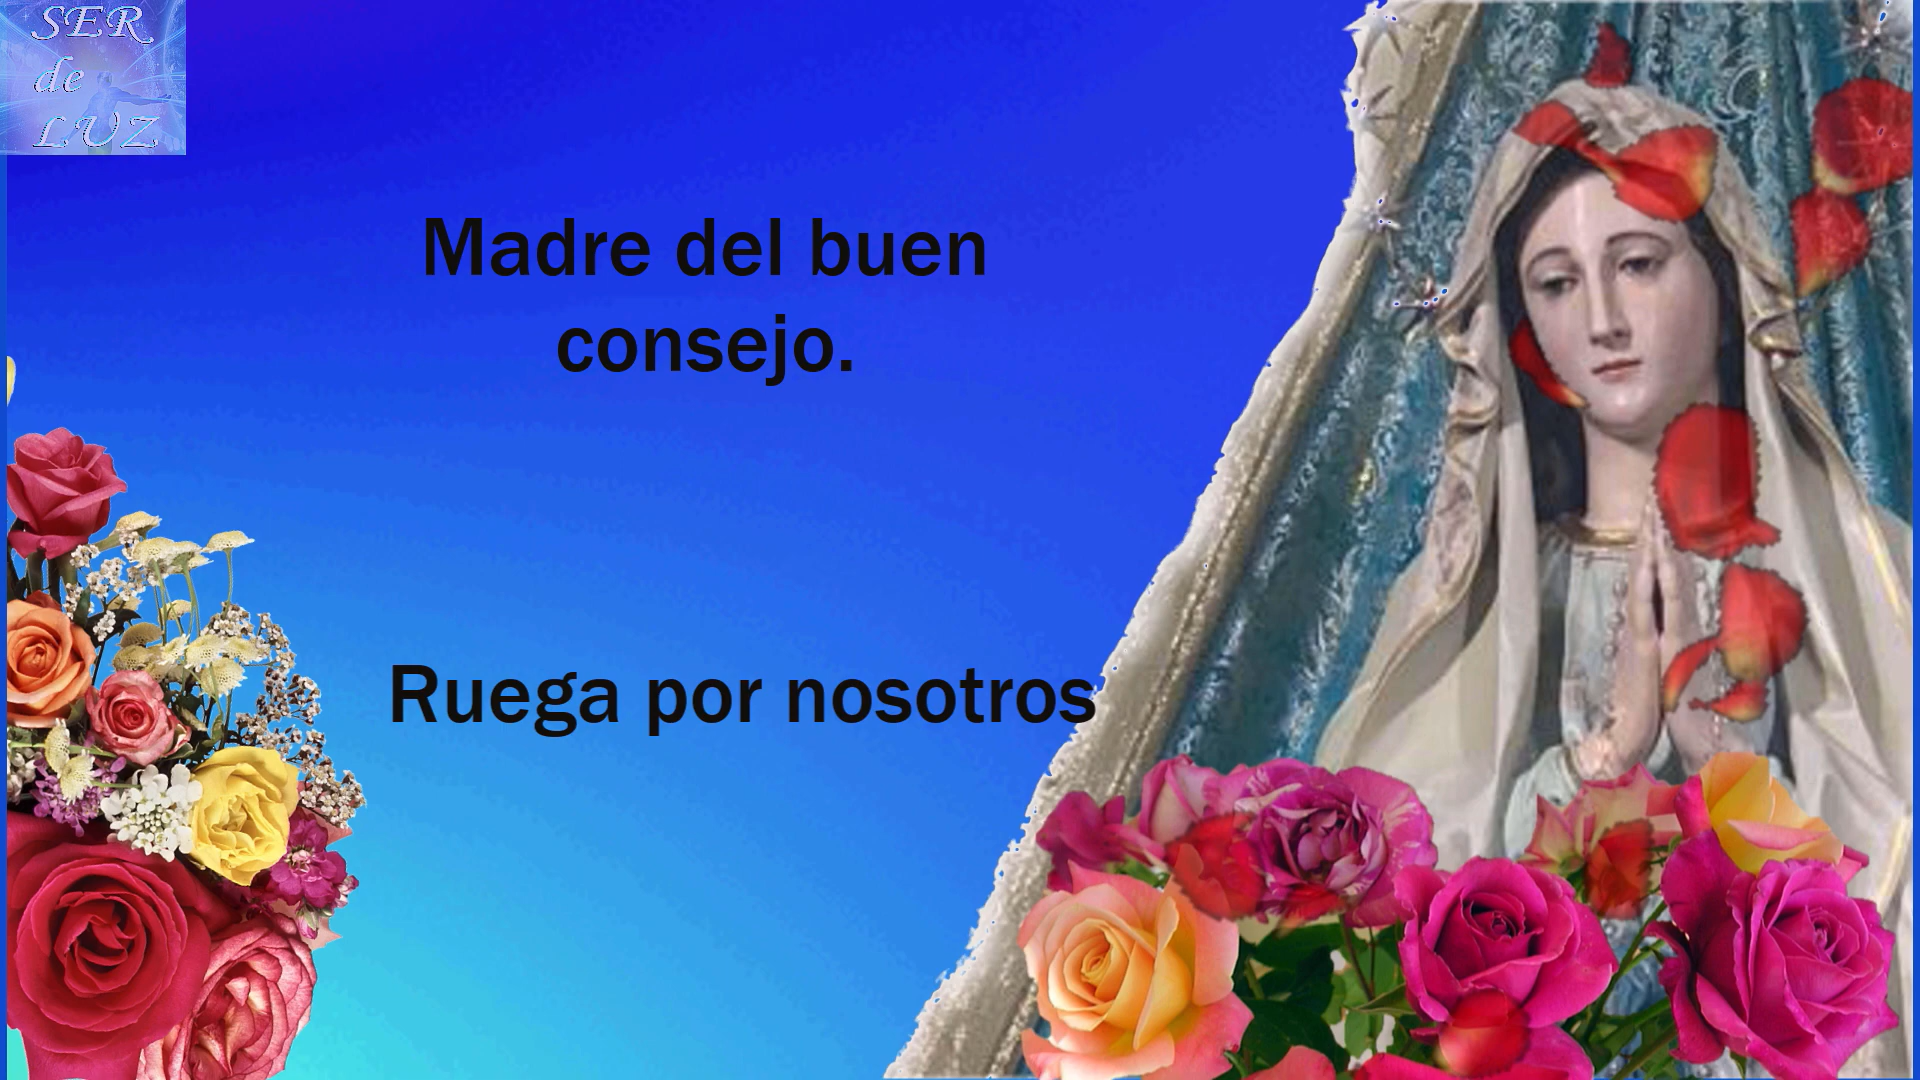 SER
de
LUZ
Madre del buen
consejo.
Ruega por nosotros